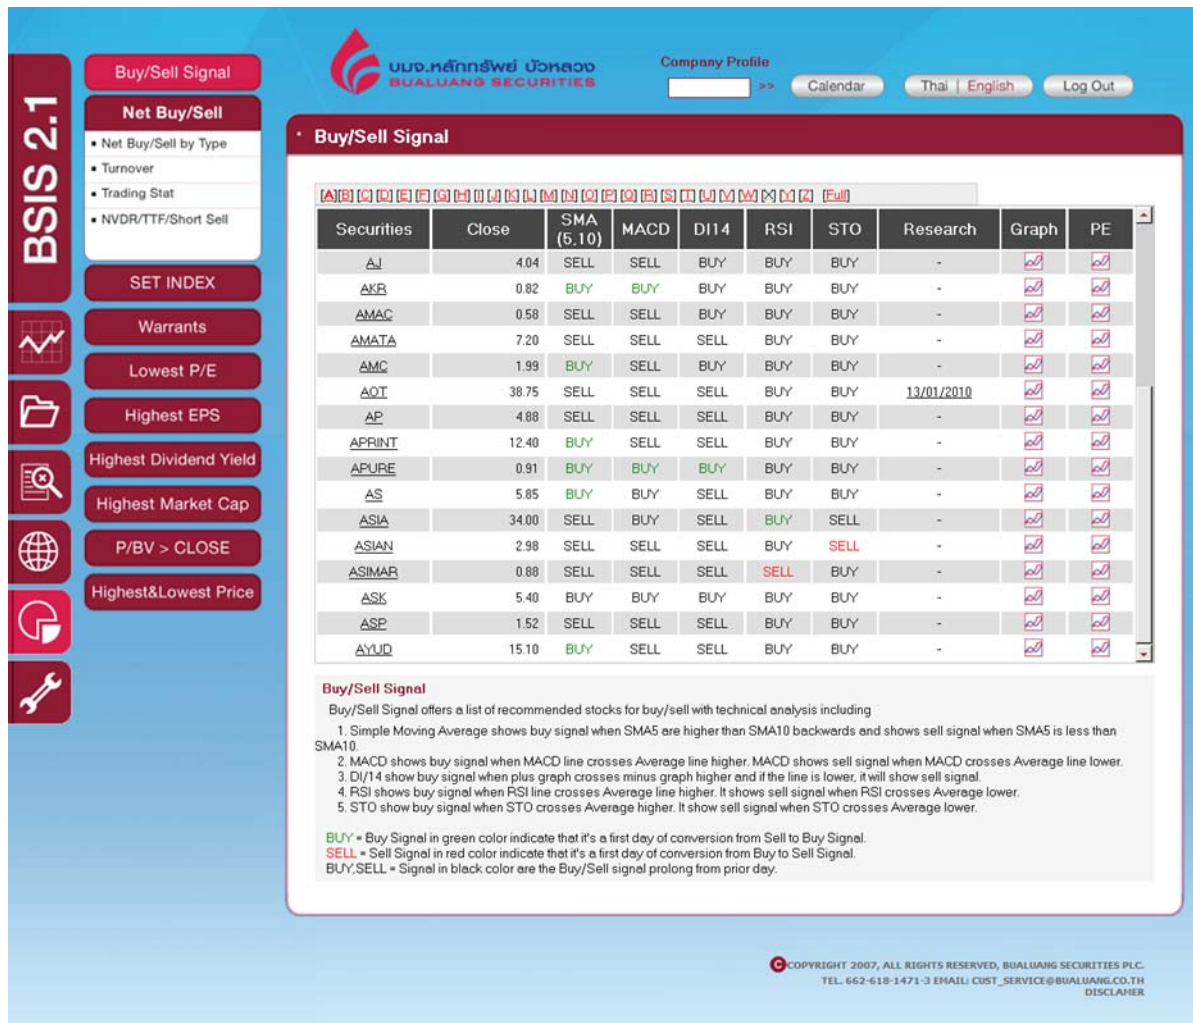 BSIS 2.1
Buy/Sell Signal
Net Buy/Sell
▪ Net Buy/Sell by Type
▪ Turnover
▪ Trading Stat
▪ NVDR/TTF/Short Sell
SET INDEX
Warrants
Lowest P/E
Highest EPS
Highest Dividend Yield
Highest Market Cap
P/BV > CLOSE
Highest&Lowest Price
บมจ.หลักทรัพย์ บัวหลวง
BUALUANG SECURITIES
Company Profile
>> Calendar Thai | English Log Out
Buy/Sell Signal
[A][B] [C] [D] [E] [F] [G] [H] [I] [J] [K] [L] [M] [N] [O] [P] [Q] [R] [S] [T] [U] [V] [W] [X] [Y] [Z] [Full]
Securities Close SMA (5,10) MACD DI14 RSI STO Research Graph PE
AJ 4.04 SELL SELL BUY BUY BUY -
AKR 0.82 BUY BUY BUY BUY BUY -
AMAC 0.58 SELL SELL SELL BUY BUY -
AMATA 7.20 SELL SELL SELL BUY BUY -
AMC 1.99 BUY SELL BUY BUY BUY -
AOT 38.75 SELL SELL SELL BUY BUY 13/01/2010
AP 4.88 SELL SELL SELL BUY BUY -
APRINT 12.40 BUY SELL SELL BUY BUY -
APURE 0.91 BUY BUY BUY BUY BUY -
AS 5.85 BUY BUY SELL BUY BUY -
ASIA 34.00 SELL BUY SELL BUY SELL -
ASIAN 2.98 SELL SELL SELL BUY SELL -
ASIMAR 0.88 SELL SELL SELL SELL BUY -
ASK 5.40 BUY BUY BUY BUY BUY -
ASP 1.52 SELL SELL SELL BUY BUY -
AYUD 15.10 BUY SELL SELL BUY BUY -
Buy/Sell Signal
Buy/Sell Signal offers a list of recommended stocks for buy/sell with technical analysis including
1. Simple Moving Average shows buy signal when SMA5 are higher than SMA10 backwards and shows sell signal when SMA5 is less than
SMA10.
2. MACD shows buy signal when MACD line crosses Average line higher. MACD shows sell signal when MACD crosses Average line lower.
3. DI/14 show buy signal when plus graph crosses minus graph higher and if the line is lower, it will show sell signal.
4. RSI shows buy signal when RSI line crosses Average line higher. It shows sell signal when RSI crosses Average lower.
5. STO show buy signal when STO crosses Average higher. It show sell signal when STO crosses Average lower.
BUY = Buy Signal in green color indicate that it's a first day of conversion from Sell to Buy Signal.
SELL = Sell Signal in red color indicate that it's a first day of conversion from Buy to Sell Signal.
BUY,SELL = Signal in black color are the Buy/Sell signal prolong from prior day.
C COPYRIGHT 2007, ALL RIGHTS RESERVED, BUALUANG SECURITIES PLC.
TEL. 662-618-1471-3 EMAIL: CUST_SERVICE@BUALUANG.CO.TH
DISCLAMER